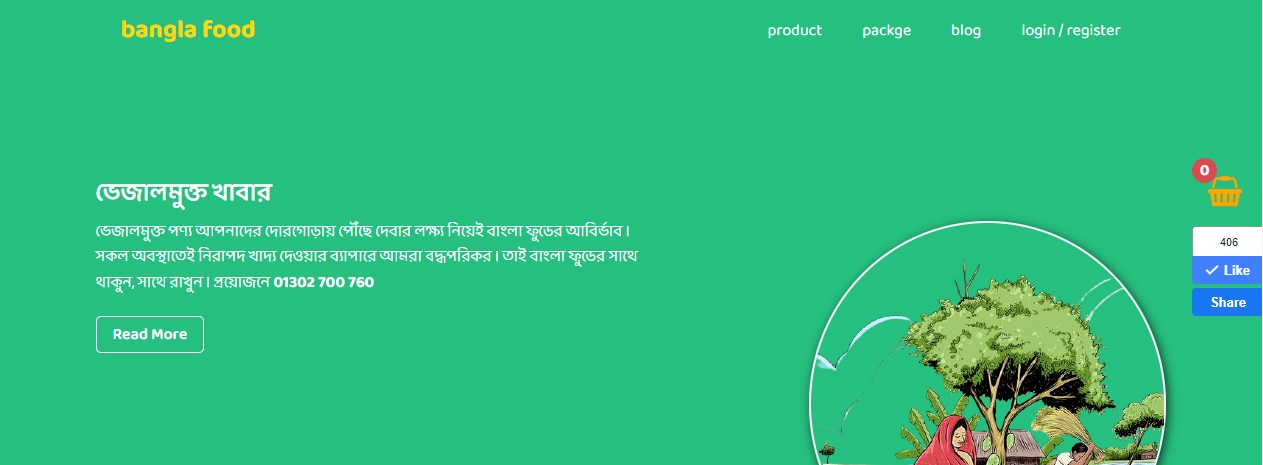 bangla food
product packge blog login / register
0
ভেজালমুক্ত খাবার
406
ভেজালমুক্ত পণ্য আপনাদের দোরগোড়ায় পৌঁছে দেবার লক্ষ্য নিয়েই বাংলা ফুডের আবির্ভাব।
সকল অবস্থাতেই নিরাপদ খাদ্য দেওয়ার ব্যাপারে আমরা বদ্ধপরিকর। তাই বাংলা ফুডের সাথে
থাকুন, সাথে রাখুন। প্রয়োজনে 01302 700 760
Like
Share
Read More